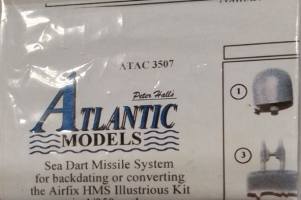 ATAC 3507
Peter Hall's
ATLANTIC
MODELS
1
3
Sea Dart Missile System
for backdating or converting
the Airfix HMS Illustrious Kit